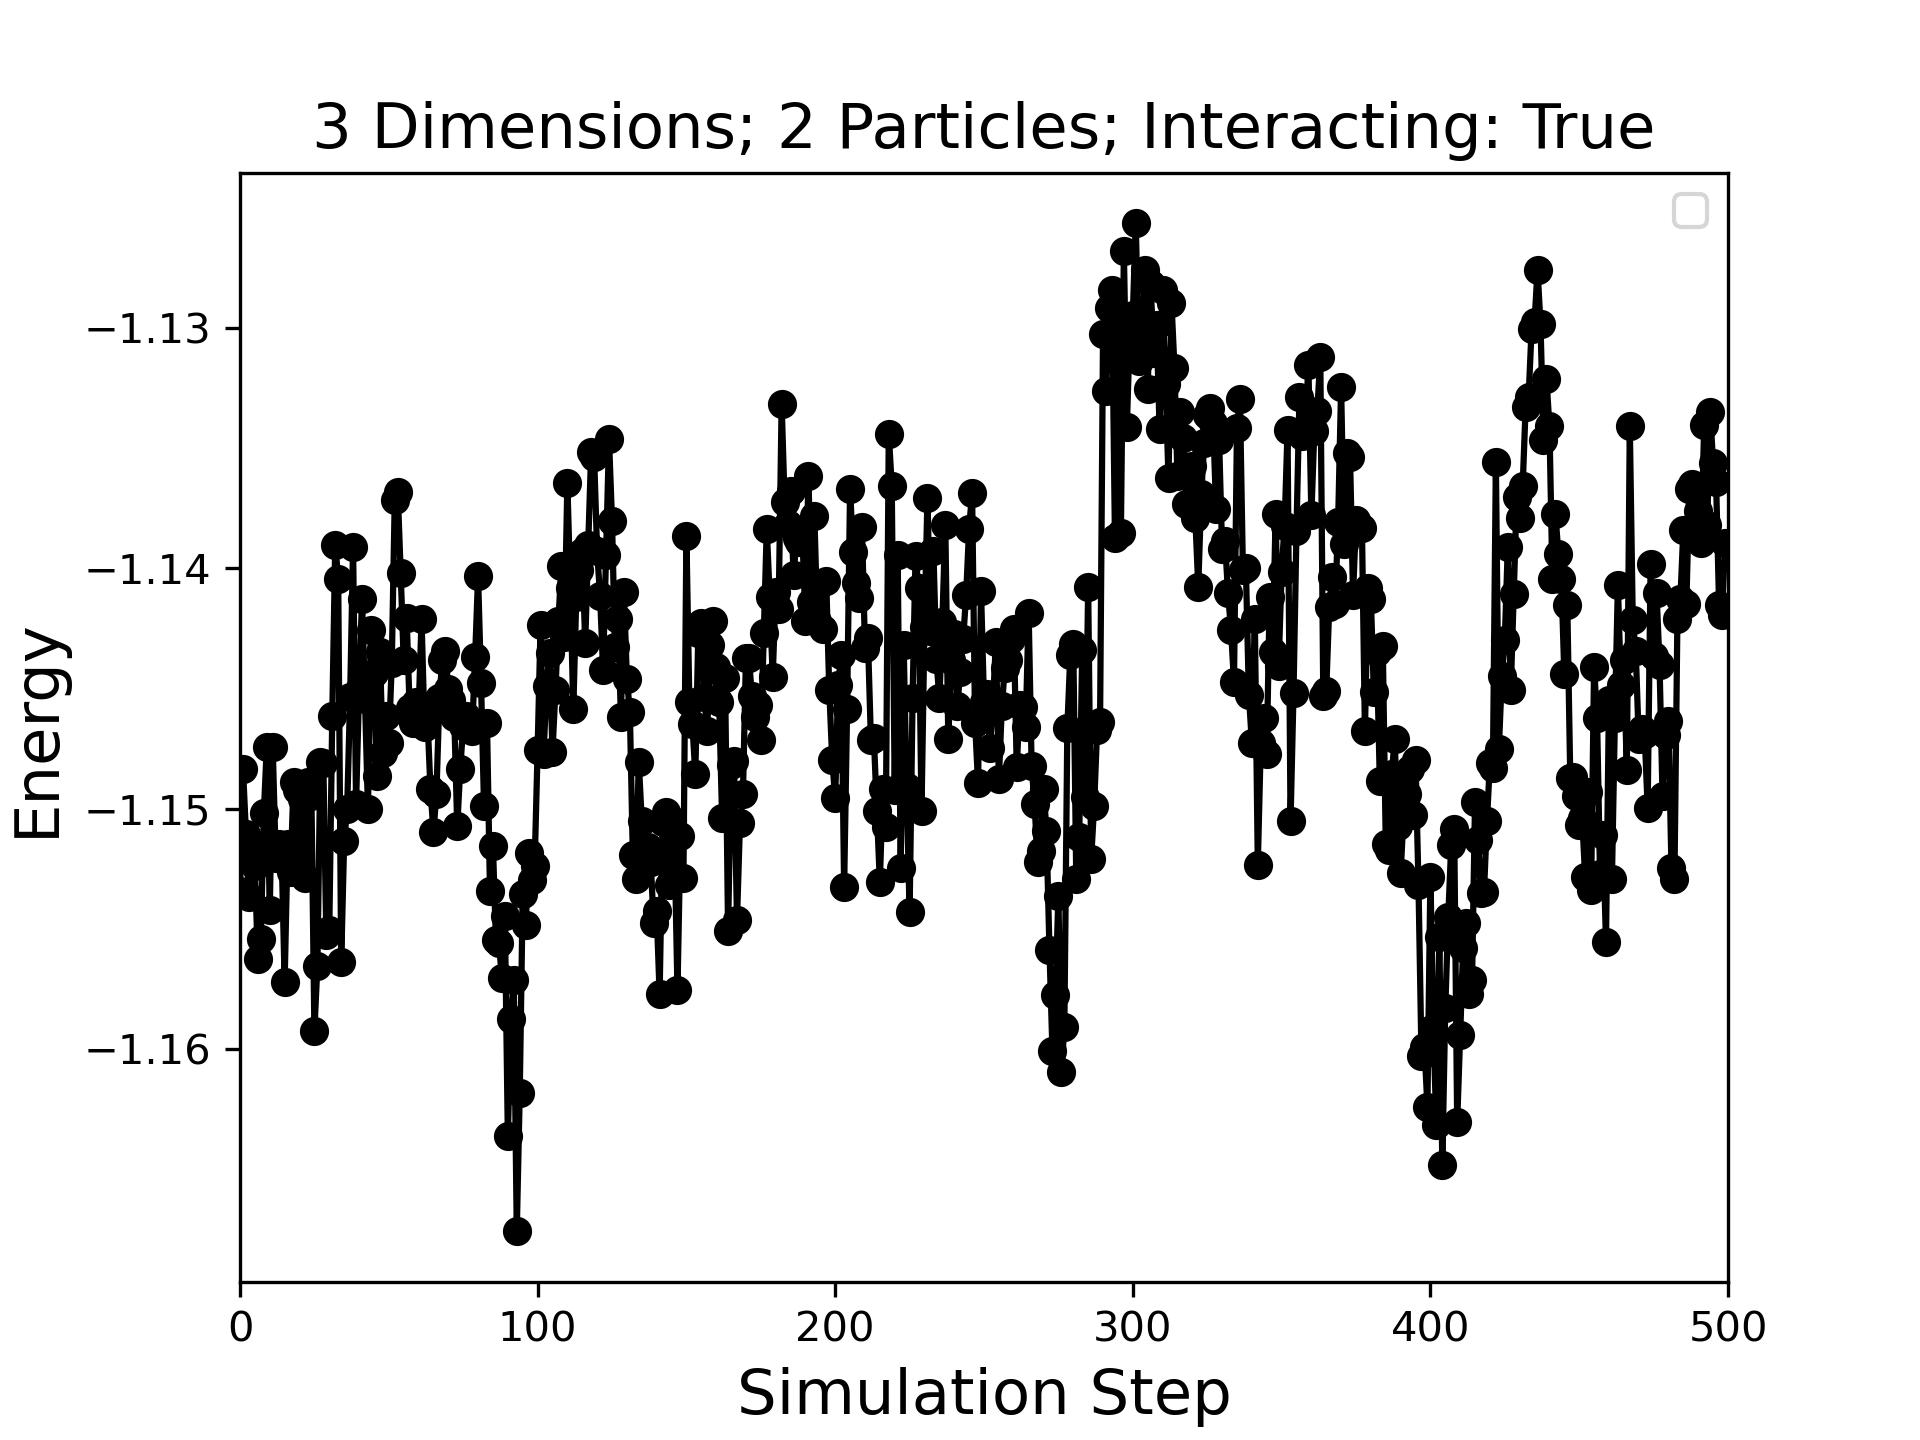 3 Dimensions; 2 Particles; Interacting: True
−1.13
−1.14
−1.15
−1.16
Energy
0 100 200 300 400 500
Simulation Step